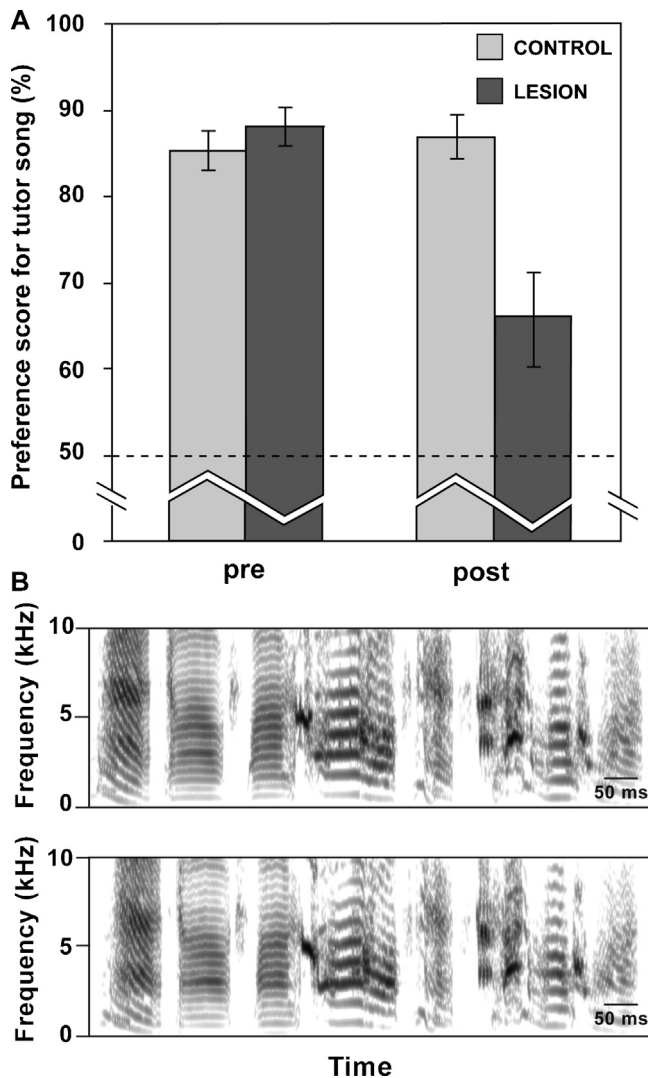 A
Preference score for tutor song (%)
100
90
80
70
60
50
0
CONTROL
LESION
pre
post
B
Frequency (kHz)
10
5
0
50 ms
Frequency (kHz)
10
5
0
50 ms
Time